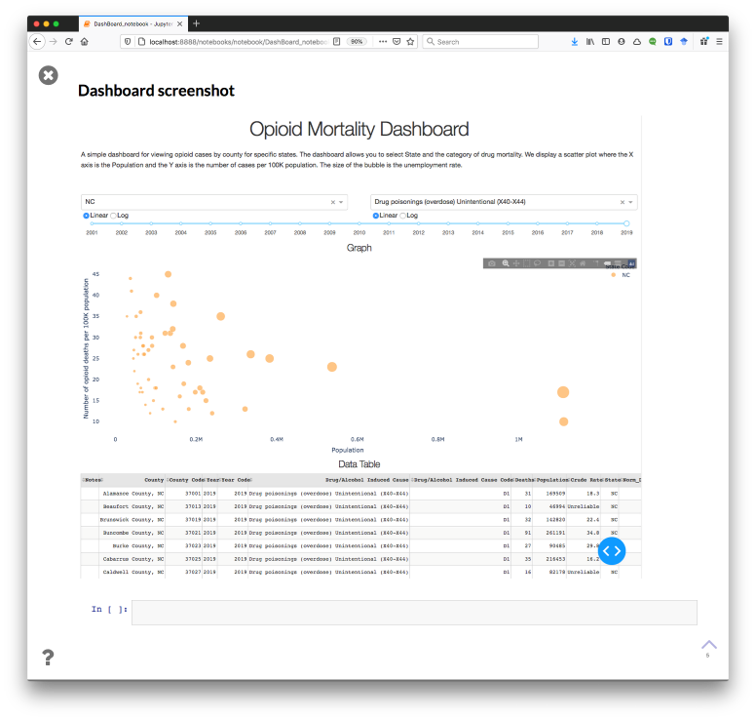 DashBoard_notebook - Jupyter
localhost:8888/notebooks/notebook/DashBoard_noteboo
90%
Search
Dashboard screenshot
Opioid Mortality Dashboard
A simple dashboard for viewing opioid cases by county for specific states. The dashboard allows you to select State and the category of drug mortality. We display a scatter plot where the X
axis is the Population and the Y axis is the number of cases per 100K population. The size of the bubble is the unemployment rate.
NC
Drug poisonings (overdose) Unintentional (X40-X44)
Linear Log
Linear Log
2001 2002 2003 2004 2005 2006 2007 2008 2009 2010 2011 2012 2013 2014 2015 2016 2017 2018 2019
Graph
NC
Number of opioid deaths per 100K population
45
40
35
30
25
20
15
10
0 0.2M 0.4M 0.6M 0.8M 1M
Population
Data Table
Notes County County Code Year Year Code Drug/Alcohol Induced Cause Drug/Alcohol Induced Cause Code Deaths Population Crude Rate State
Alamance County, NC 37001 2019 2019 Drug poisonings (overdose) Unintentional (X40-X44) D1 31 169509 18.3 NC
Beaufort County, NC 37013 2019 2019 Drug poisonings (overdose) Unintentional (X40-X44) D1 10 46994 Unreliable NC
Brunswick County, NC 37019 2019 2019 Drug poisonings (overdose) Unintentional (X40-X44) D1 32 142820 22.4 NC
Buncombe County, NC 37021 2019 2019 Drug poisonings (overdose) Unintentional (X40-X44) D1 91 261191 34.8 NC
Burke County, NC 37023 2019 2019 Drug poisonings (overdose) Unintentional (X40-X44) D1 27 90485 NC
Cabarrus County, NC 37025 2019 2019 Drug poisonings (overdose) Unintentional (X40-X44) D1 35 216453 16.2 NC
Caldwell County, NC 37027 2019 2019 Drug poisonings (overdose) Unintentional (X40-X44) D1 16 82178 Unreliable NC
In [ ]: